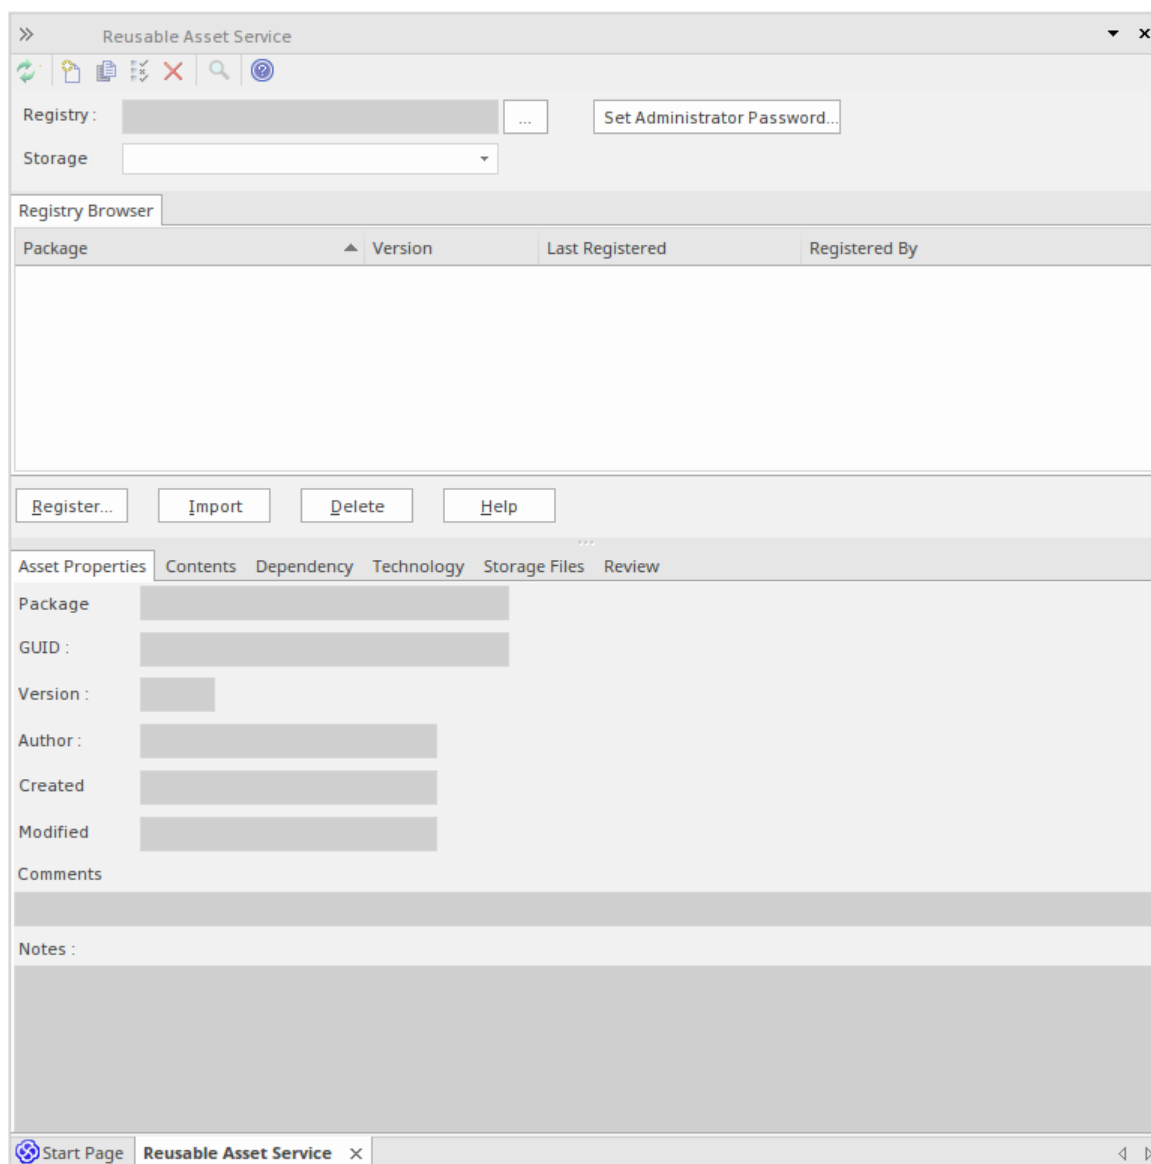 Reusable Asset Service
Registry : ... Set Administrator Password...
Storage
Registry Browser
Package Version Last Registered Registered By
Register... Import Delete Help
Asset Properties Contents Dependency Technology Storage Files Review
Package
GUID :
Version :
Author :
Created
Modified
Comments
Notes :
Start Page Reusable Asset Service